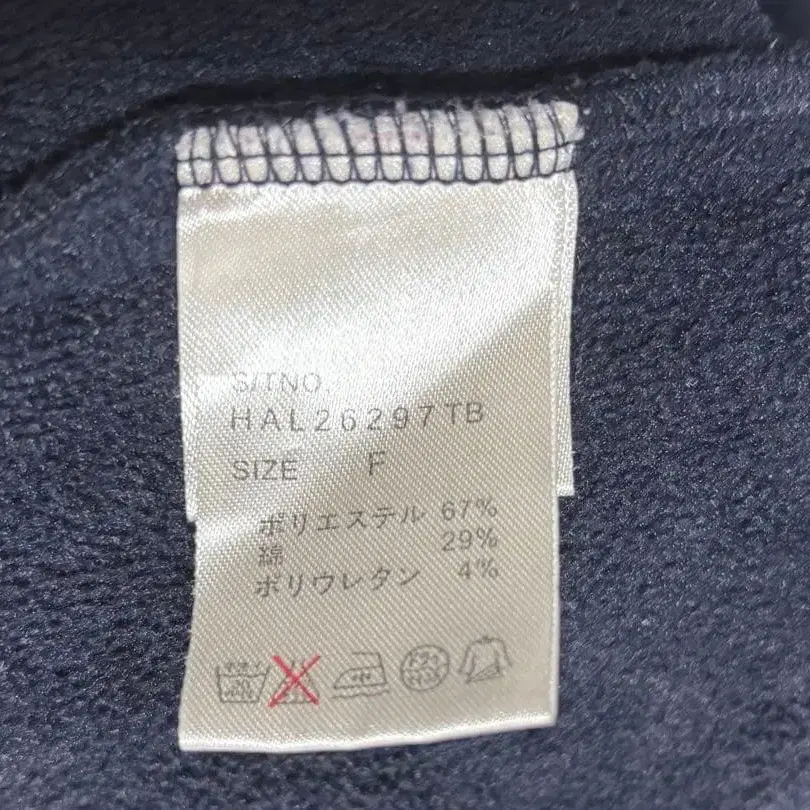 S/TNO.
HAL26297TB
SIZE F
ポリエステル 67%
綿 29%
ポリウレタン 4%